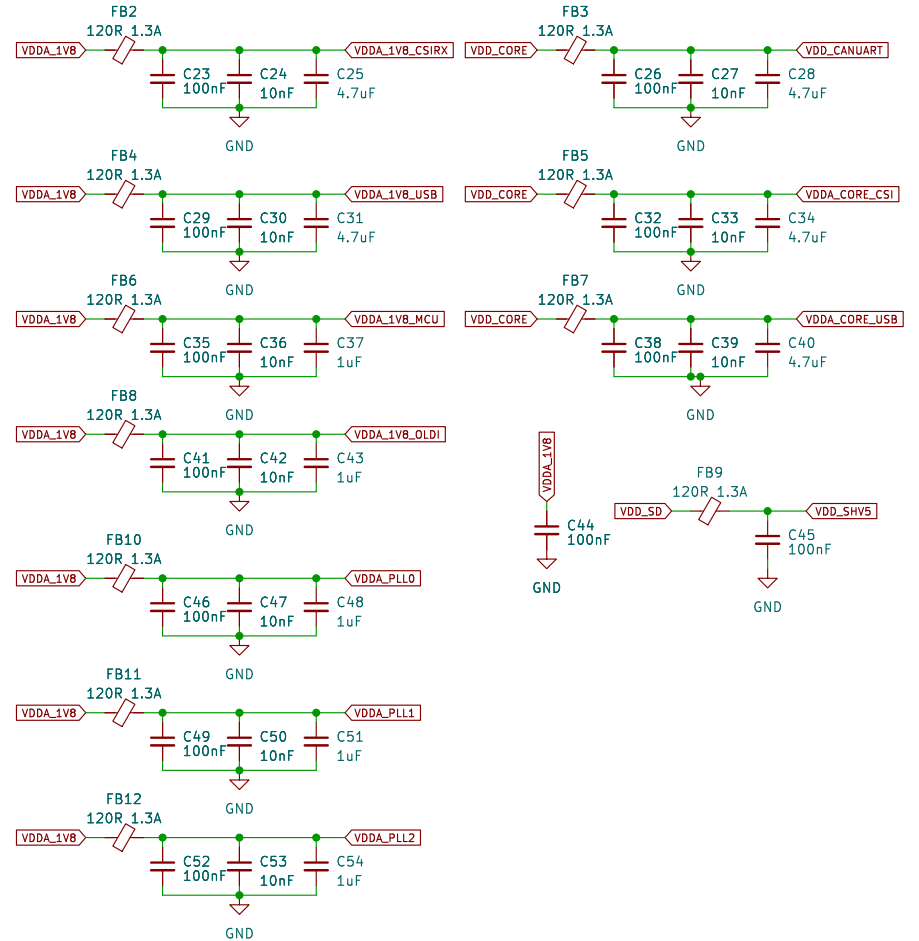 FB2
120R 1.3A
VDDA_1V8
VDDA_1V8_CSIRX
C23
100nF
C24
10nF
C25
4.7uF
GND
FB3
120R 1.3A
VDD_CORE
VDD_CANUART
C26
100nF
C27
10nF
C28
4.7uF
GND
FB4
120R 1.3A
VDDA_1V8
VDDA_1V8_USB
C29
100nF
C30
10nF
C31
4.7uF
GND
FB5
120R 1.3A
VDD_CORE
VDDA_CORE_CSI
C32
100nF
C33
10nF
C34
4.7uF
GND
FB6
120R 1.3A
VDDA_1V8
VDDA_1V8_MCU
C35
100nF
C36
10nF
C37
1uF
GND
FB7
120R 1.3A
VDD_CORE
VDDA_CORE_USB
C38
100nF
C39
10nF
C40
4.7uF
GND
FB8
120R 1.3A
VDDA_1V8
VDDA_1V8_OLDI
C41
100nF
C42
10nF
C43
1uF
GND
VDDA_1V8
C44
100nF
GND
FB9
120R 1.3A
VDD_SD
VDD_SHV5
C45
100nF
GND
FB10
120R 1.3A
VDDA_1V8
VDDA_PLL0
C46
100nF
C47
10nF
C48
1uF
GND
FB11
120R 1.3A
VDDA_1V8
VDDA_PLL1
C49
100nF
C50
10nF
C51
1uF
GND
FB12
120R 1.3A
VDDA_1V8
VDDA_PLL2
C52
100nF
C53
10nF
C54
1uF
GND